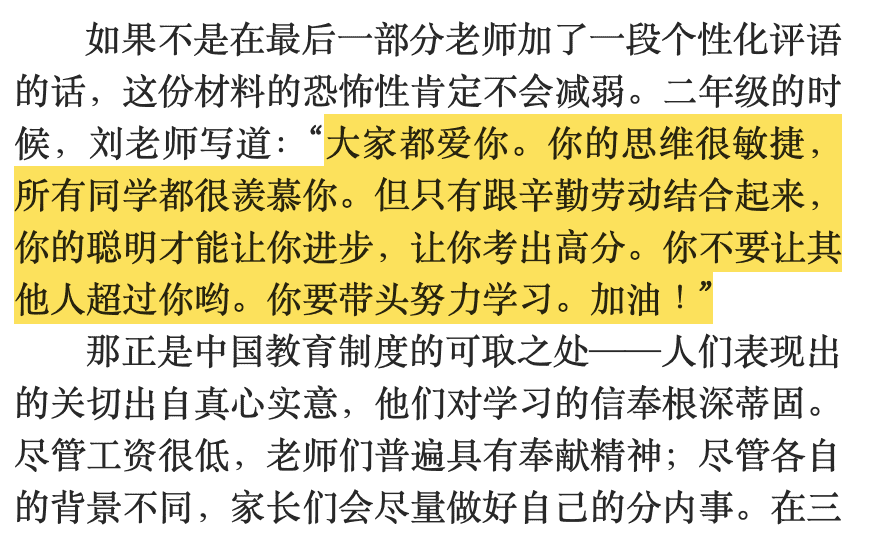 如果不是在最后一部分老师加了一段个性化评语
的话，这份材料的恐怖性肯定不会减弱。二年级的时
候，刘老师写道：“大家都爱你。你的思维很敏捷，
所有同学都很羡慕你。但只有跟辛勤劳动结合起来，
你的聪明才能让你进步，让你考出高分。你不要让其
他人超过你哟。你要带头努力学习。加油！”
那正是中国教育制度的可取之处——人们表现出
的关切出自真心实意，他们对学习的信奉根深蒂固。
尽管工资很低，老师们普遍具有奉献精神；尽管各自
的背景不同，家长们会尽量做好自己的分内事。在三